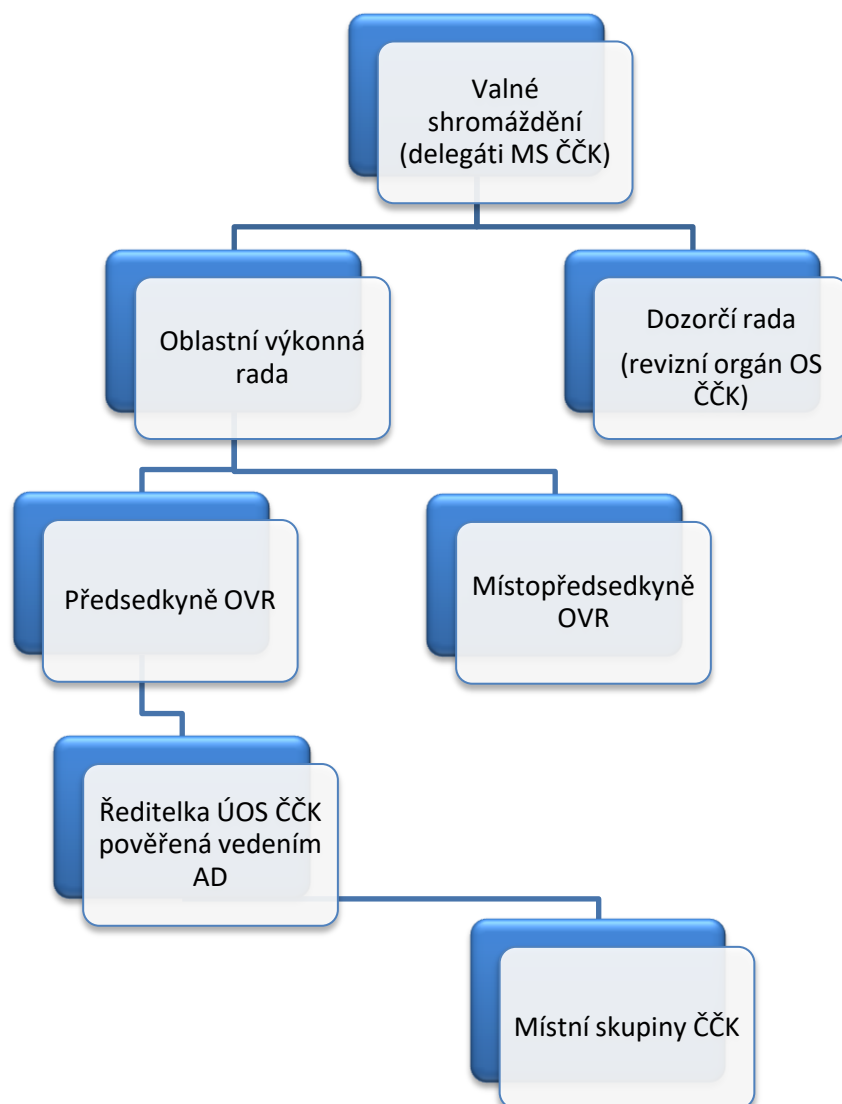 Valné
shromáždění
(delegáti MS ČČK)
Oblastní výkonná
rada
Dozorčí rada
(revizní orgán OS
ČČK)
Předsedkyně OVR
Místopředsedkyně
OVR
Ředitelka ÚOS ČČK
pověřená vedením
AD
Místní skupiny ČČK